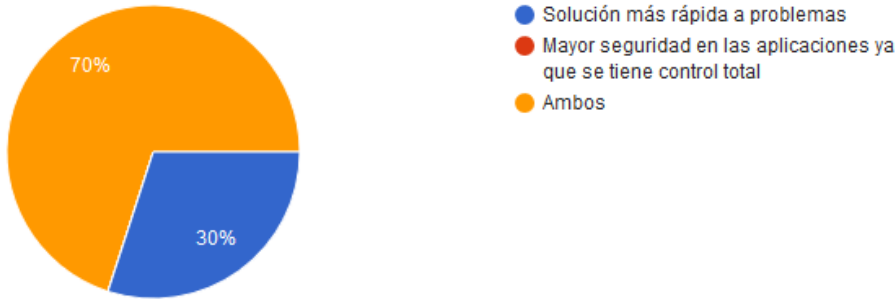 Solución más rápida a problemas
Mayor seguridad en las aplicaciones ya
que se tiene control total
Ambos
70%
30%